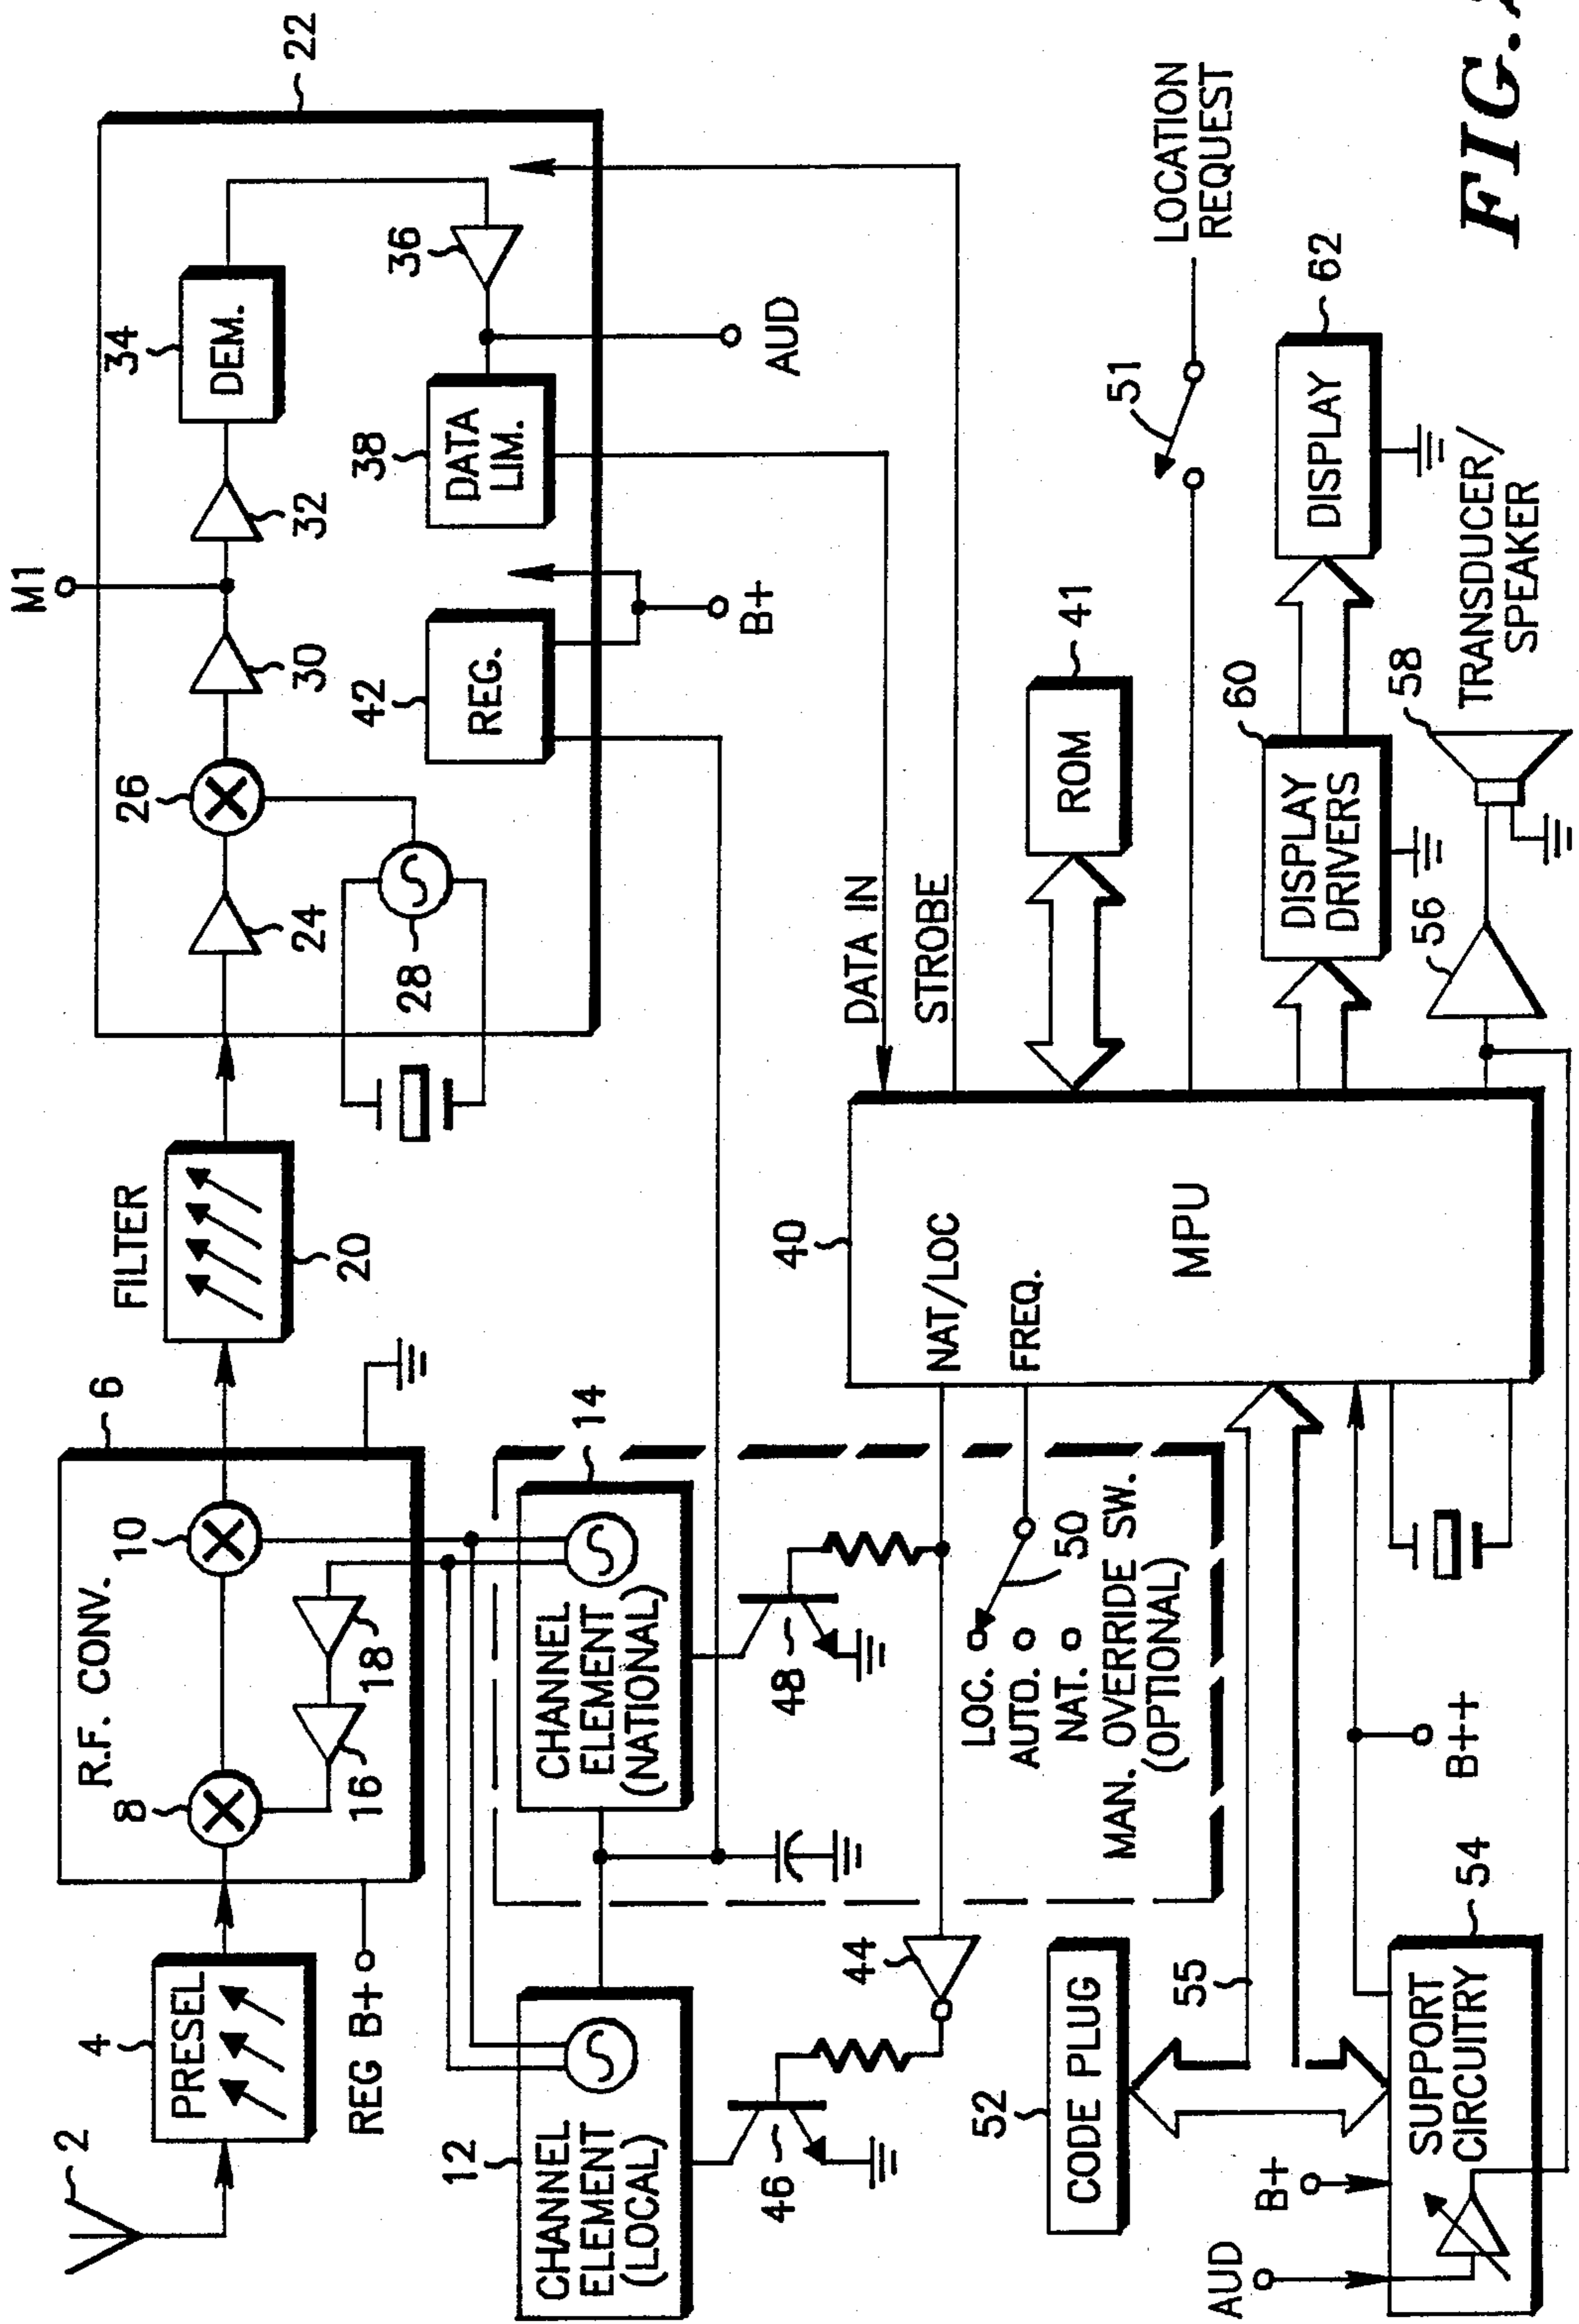 2
4
PRESEL
REG B+
R.F. CONV.
6
8
10
16
18
FILTER
20
22
24
26
28
30
M1
32
34
DEM.
36
38
DATA
LIM.
AUD
42
REG.
B+
12
CHANNEL
ELEMENT
(LOCAL)
14
CHANNEL
ELEMENT
(NATIONAL)
46
48
44
LOC.
AUTO.
NAT.
50
MAN. OVERRIDE SW.
(OPTIONAL)
40
NAT/LOC
FREQ.
MPU
DATA IN
STROBE
ROM
41
51
LOCATION
REQUEST
52
CODE PLUG
55
54
SUPPORT
CIRCUITRY
B+
AUD
B++
60
DISPLAY
DRIVERS
DISPLAY
62
56
58
TRANSDUCER/
SPEAKER
FIG.